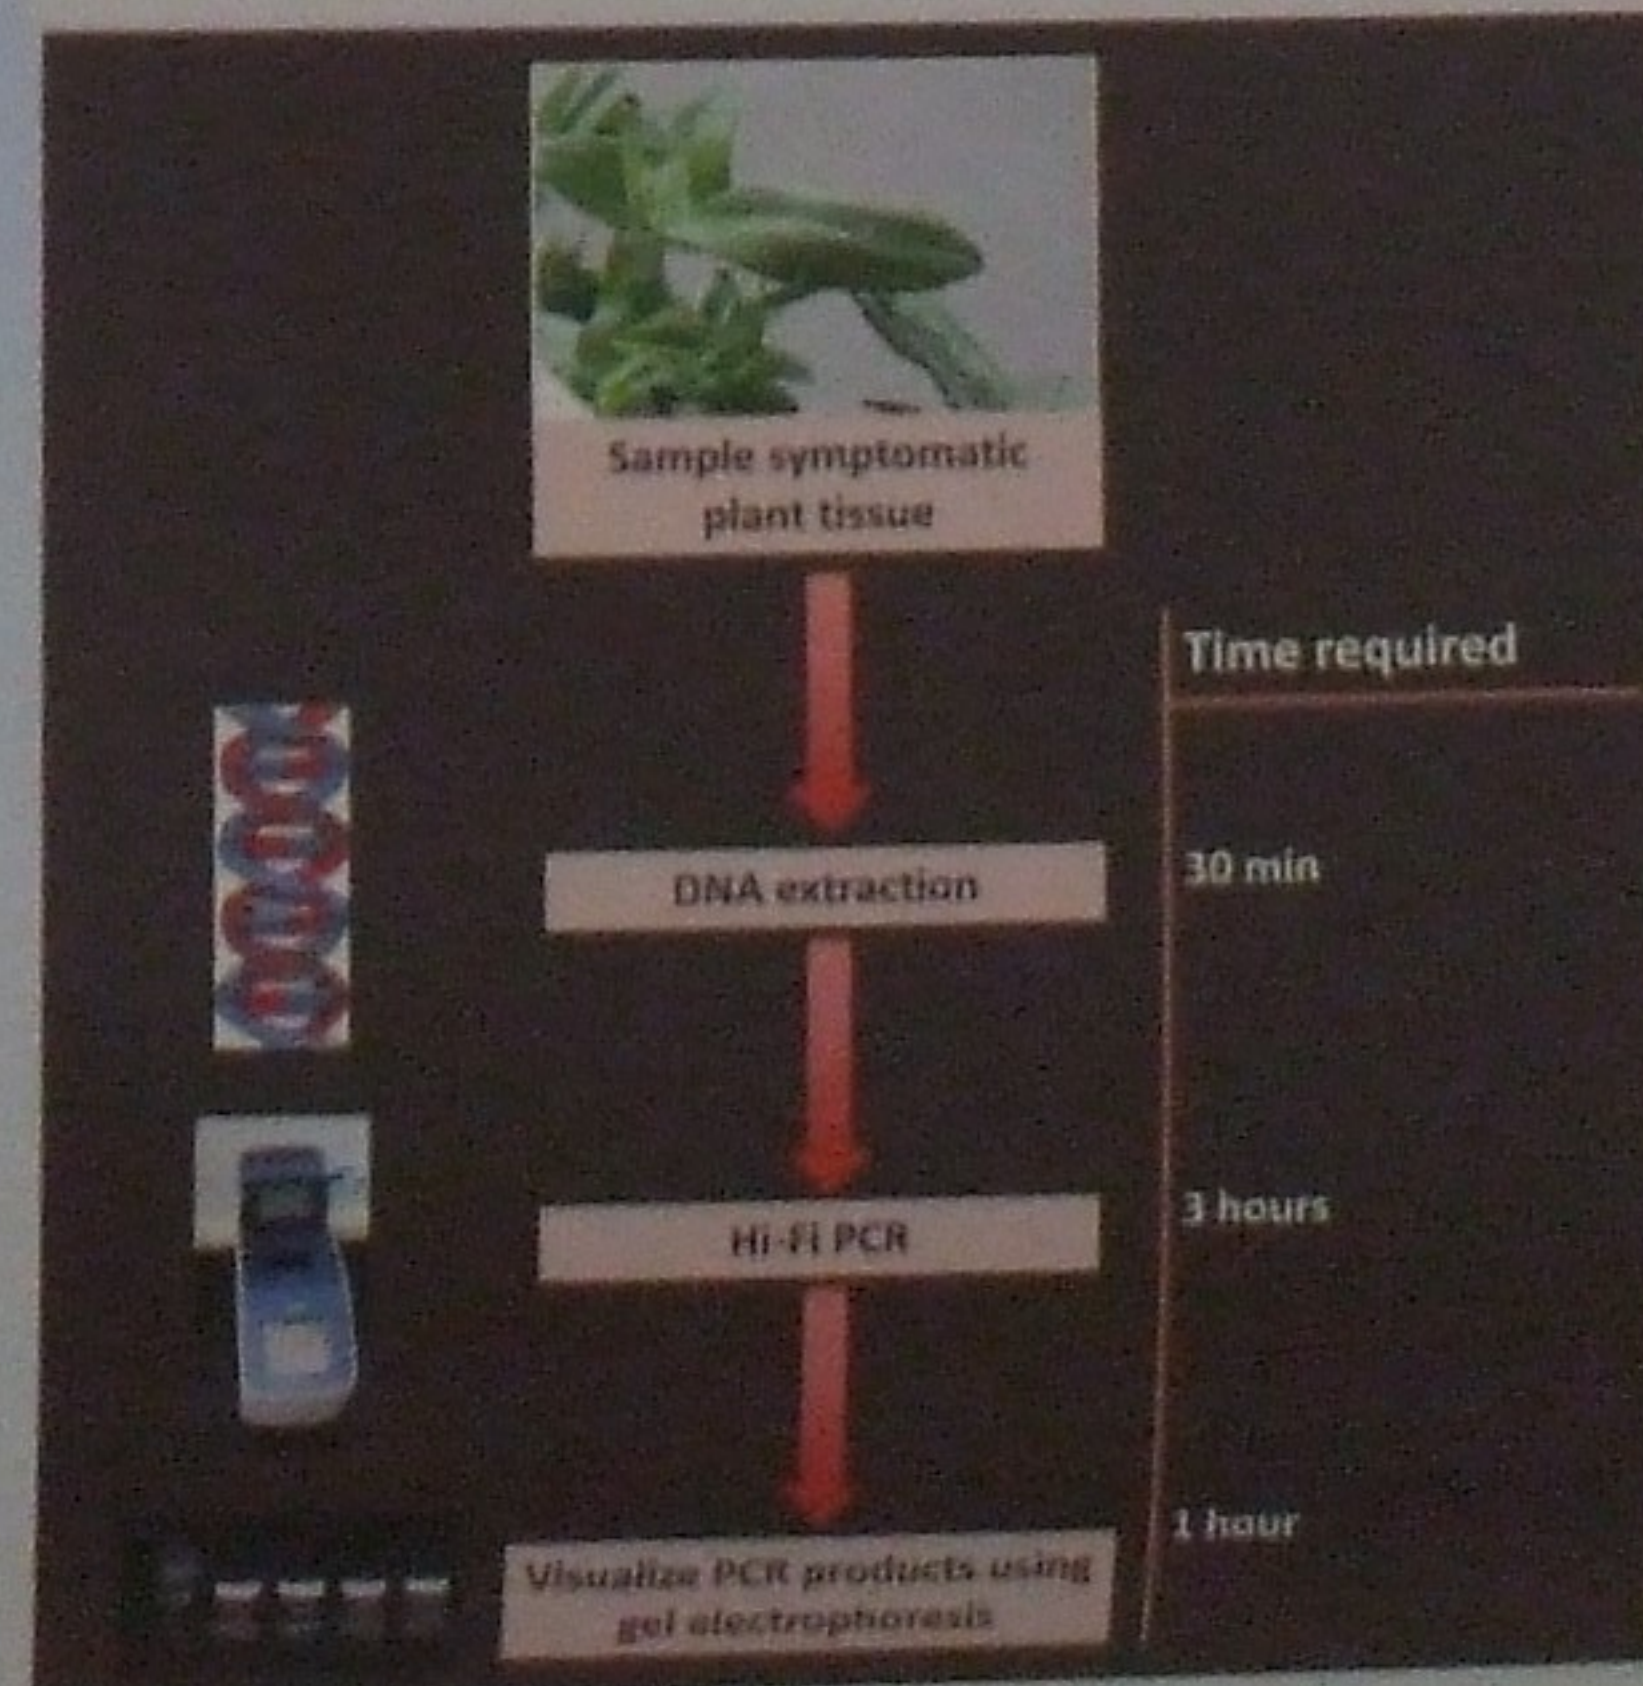 Sample symptomatic
plant tissue
Time required
DNA extraction
30 min
Hi-Fi PCR
3 hours
1 hour
Visualize PCR products using
gel electrophoresis